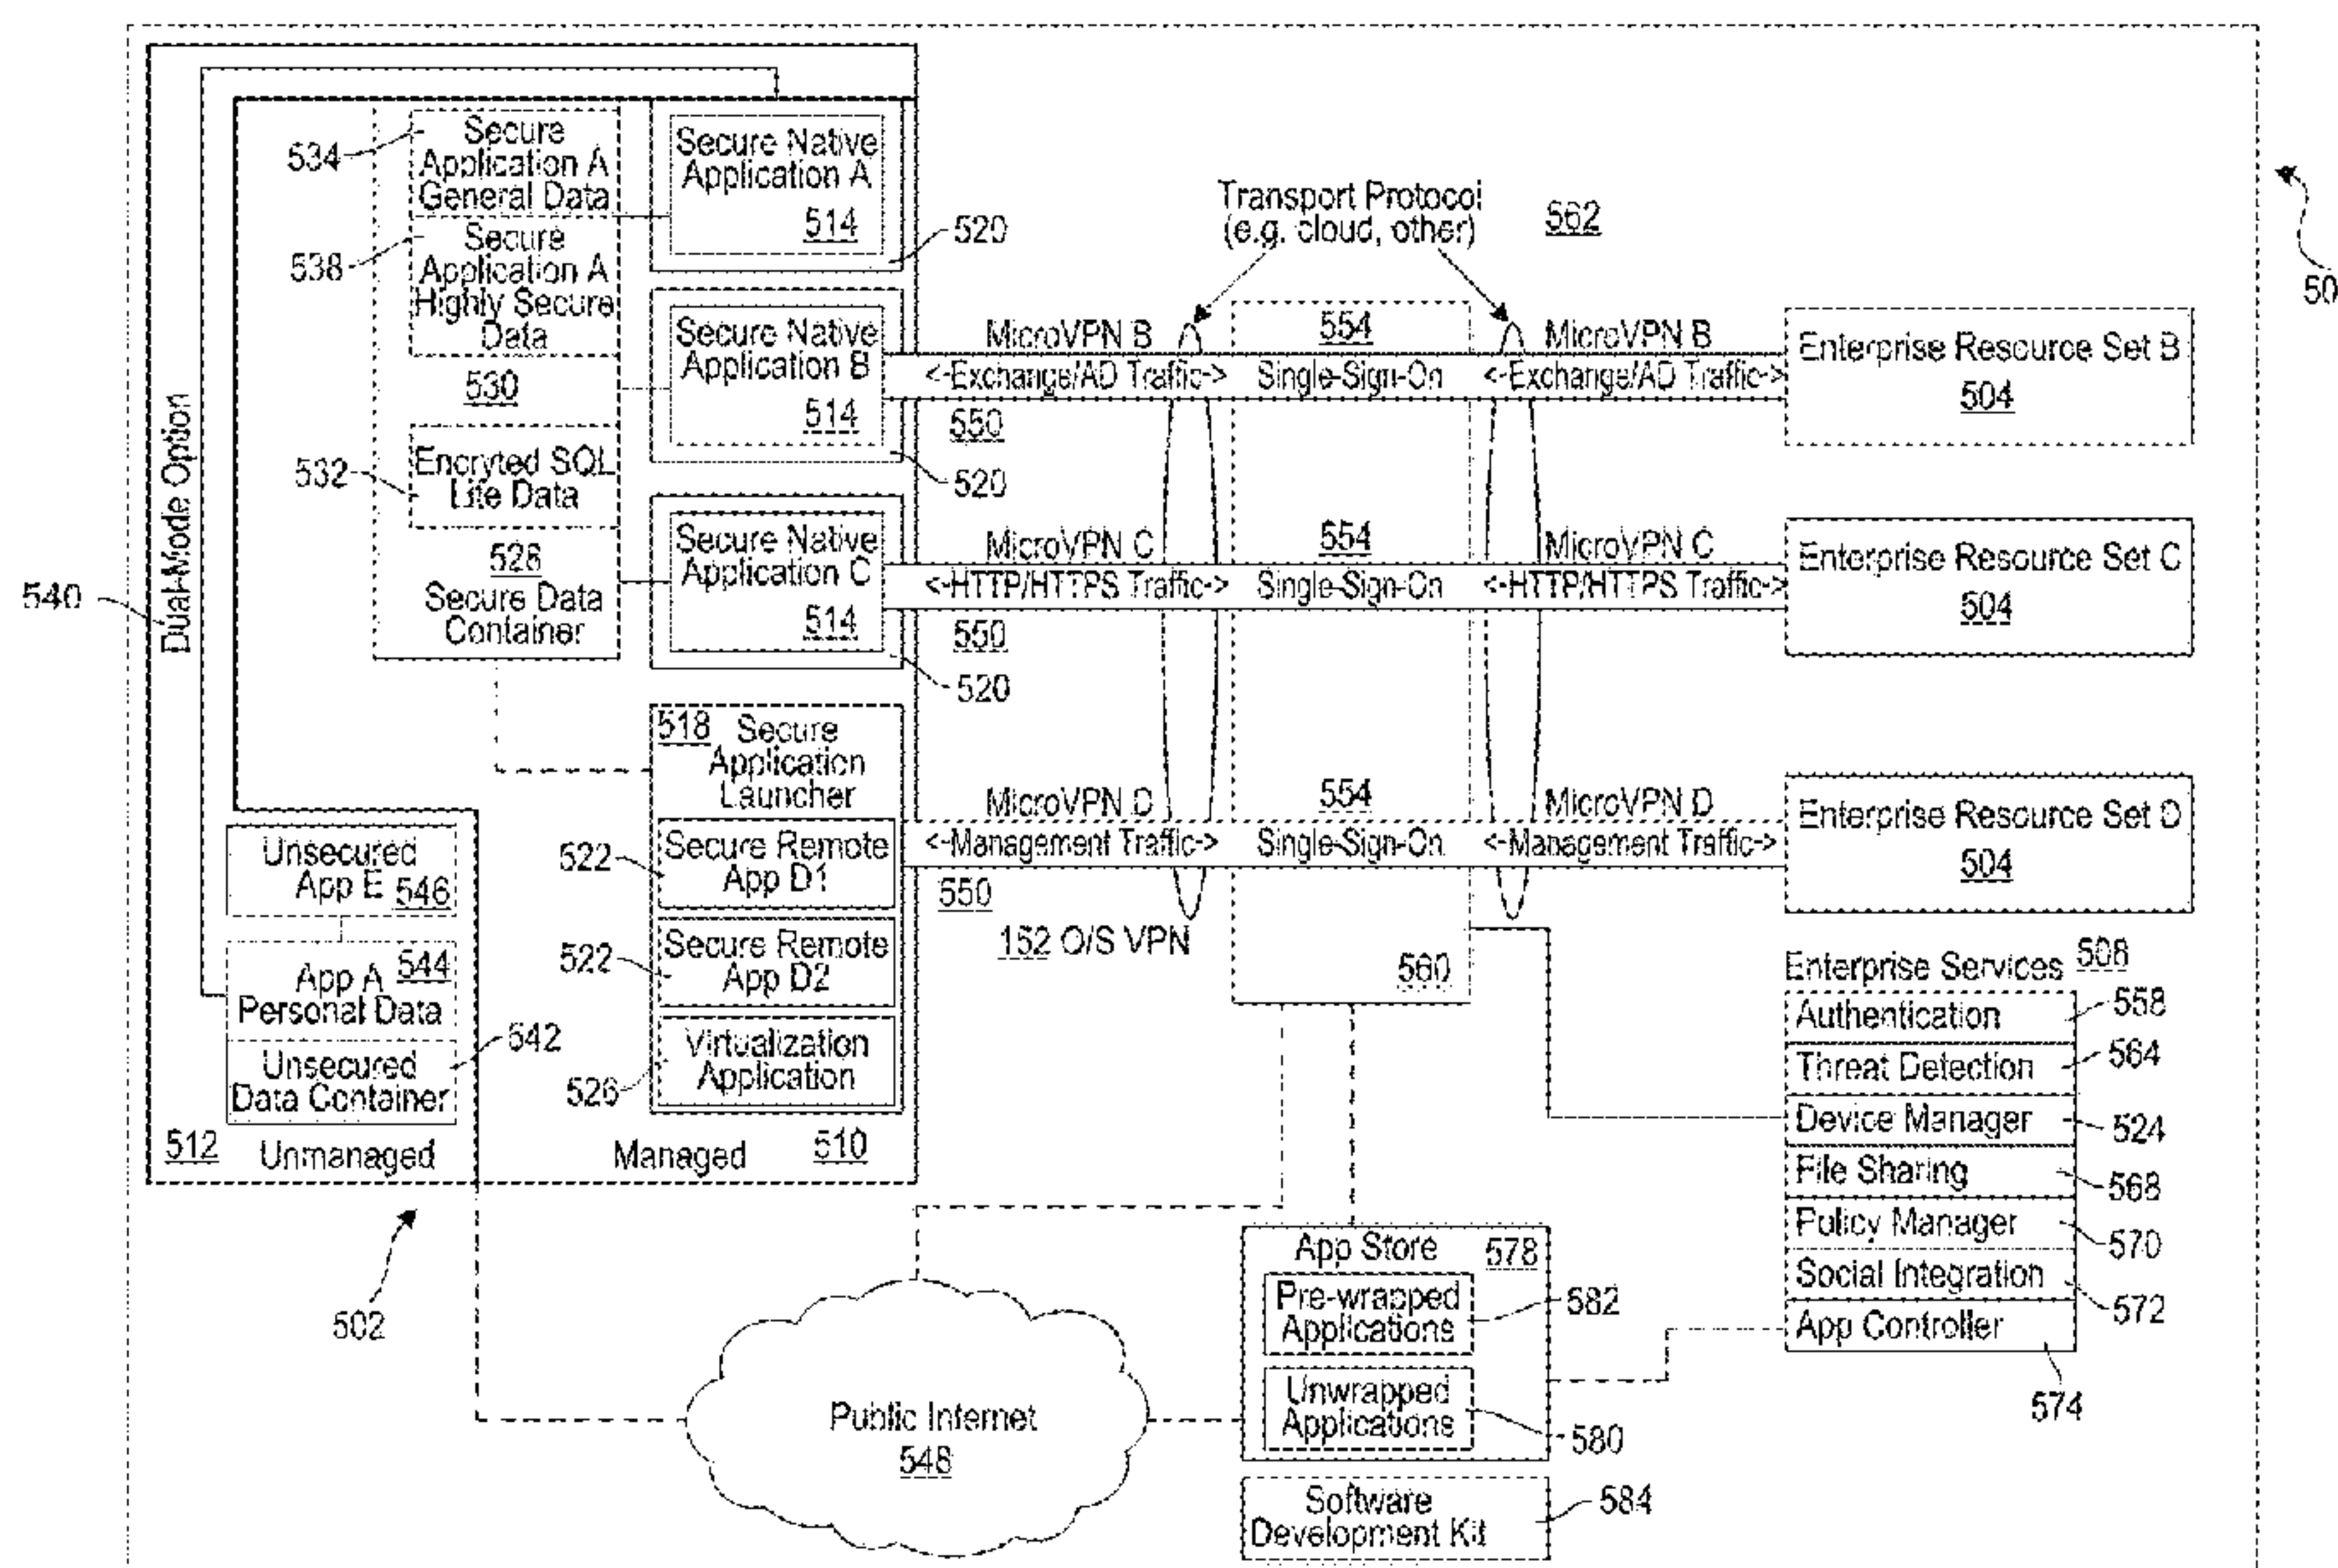 534
Secure
Application A
General Data
538
Secure
Application A
Highly Secure
Data
530
532
Encryted SQL
Lite Data
528
Secure Data
Container
540
Dual-Mode Option
Secure Native
Application A
514
520
Secure Native
Application B
514
520
Secure Native
Application C
514
520
518 Secure
Application
Launcher
522
Secure Remote
App D1
522
Secure Remote
App D2
526
Virtualization
Application
Unsecured
App E 546
App A 544
Personal Data
542
Unsecured
Data Container
512 Unmanaged
Managed 510
502
Transport Protocol
(e.g. cloud, other)
562
50
MicroVPN B
<-Exchange/AD Traffic->
550
554
Single-Sign-On
MicroVPN B
<-Exchange/AD Traffic->
Enterprise Resource Set B
504
MicroVPN C
<-HTTP/HTTPS Traffic->
550
554
Single-Sign-On
MicroVPN C
<-HTTP/HTTPS Traffic->
Enterprise Resource Set C
504
MicroVPN D
<-Management Traffic->
550
554
Single-Sign-On
MicroVPN D
<-Management Traffic->
Enterprise Resource Set D
504
152 O/S VPN
560
Enterprise Services 508
Authentication 558
Threat Detection 564
Device Manager 524
File Sharing 568
Policy Manager 570
Social Integration 572
App Controller
574
App Store 578
Pre-wrapped
Applications
582
Unwrapped
Applications
580
Public Internet
548
Software
Development Kit
584